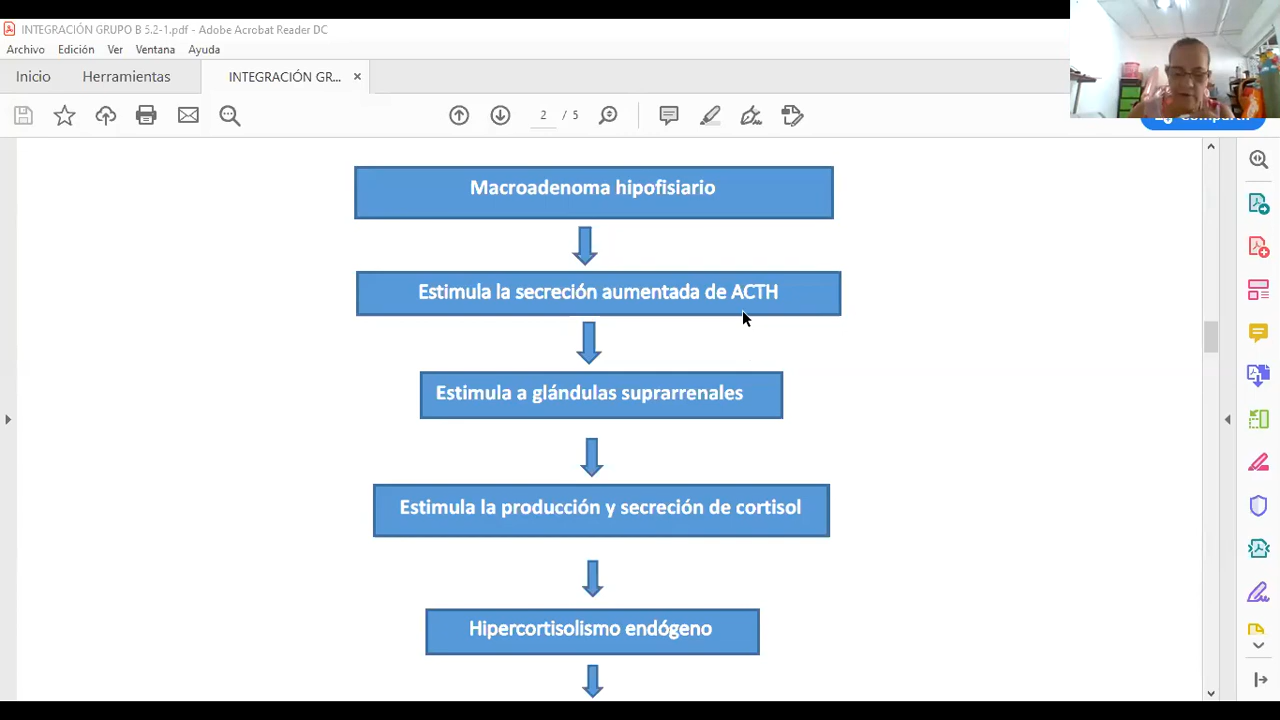 INTEGRACIÓN GRUPO B 5.2-1.pdf - Adobe Acrobat Reader DC
Archivo Edición Ver Ventana Ayuda
Inicio Herramientas INTEGRACIÓN GR... ×
2 / 5
Macroadenoma hipofisiario
Estimula la secreción aumentada de ACTH
Estimula a glándulas suprarrenales
Estimula la producción y secreción de cortisol
Hipercortisolismo endógeno